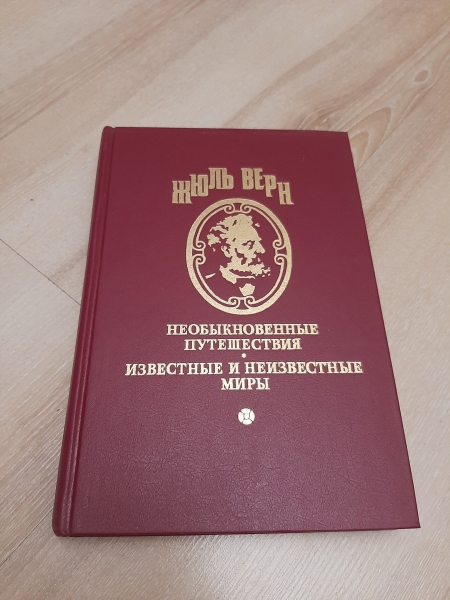 ЖЮЛЬ ВЕРН
НЕОБЫКНОВЕННЫЕ
ПУТЕШЕСТВИЯ
ИЗВЕСТНЫЕ И НЕИЗВЕСТНЫЕ
МИРЫ